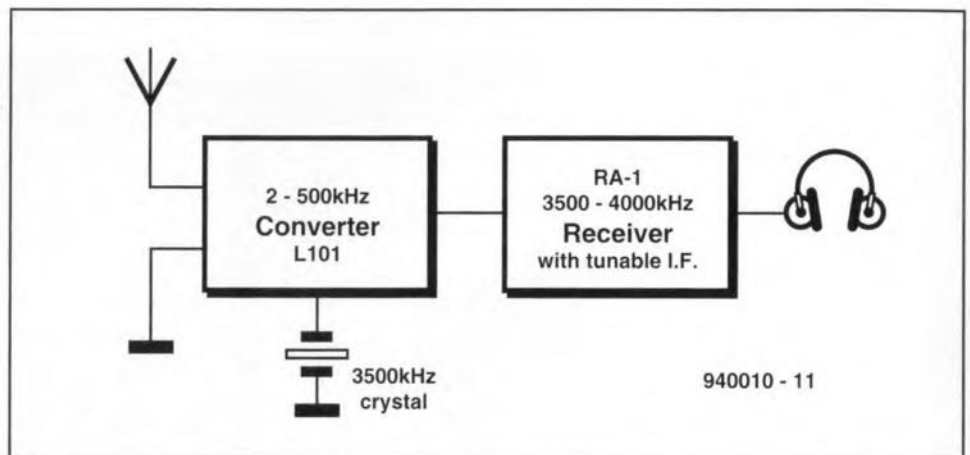 2 - 500kHz
Converter
L101
RA-1
3500 - 4000kHz
Receiver
with tunable I.F.
3500kHz
crystal
940010 - 11